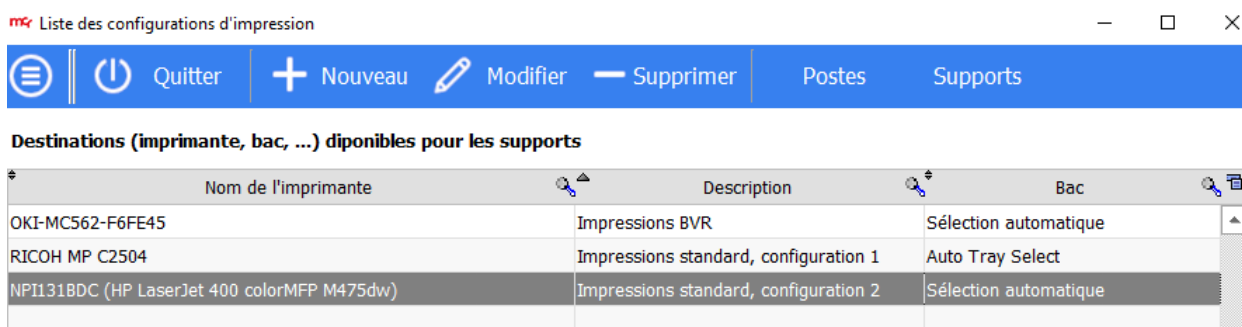 mcr Liste des configurations d'impression
Quitter Nouveau Modifier Supprimer Postes Supports
Destinations (imprimante, bac, ...) diponibles pour les supports
Nom de l'imprimante Description Bac
OKI-MC562-F6FE45 Impressions BVR Sélection automatique
RICOH MP C2504 Impressions standard, configuration 1 Auto Tray Select
NPI131BDC (HP LaserJet 400 colorMFP M475dw) Impressions standard, configuration 2 Sélection automatique